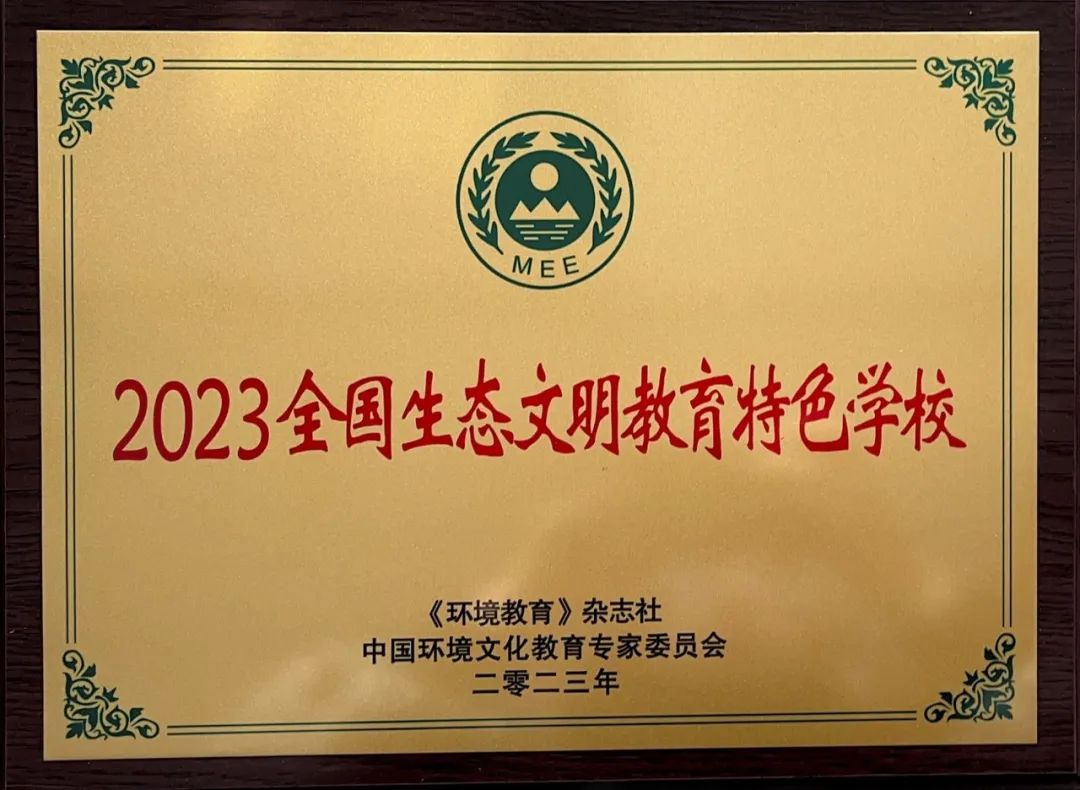 MEE
2023全国生态文明教育特色学校
《环境教育》杂志社
中国环境文化教育专家委员会
二零二三年